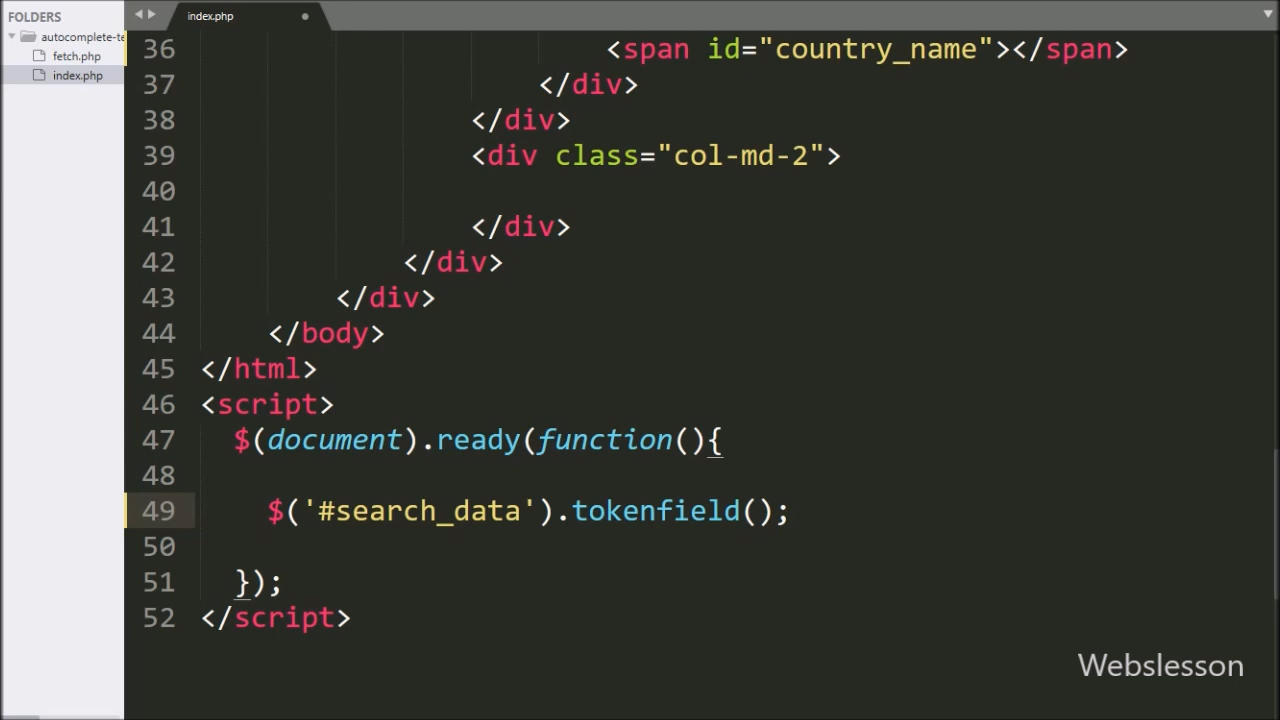 FOLDERS
autocomplete-te
fetch.php
index.php
index.php
36 <span id="country_name"></span>
37 </div>
38 </div>
39 <div class="col-md-2">
40
41 </div>
42 </div>
43 </div>
44 </body>
45 </html>
46 <script>
47 $(document).ready(function(){
48
49 $('#search_data').tokenfield();
50
51 });
52 </script>
Webslesson